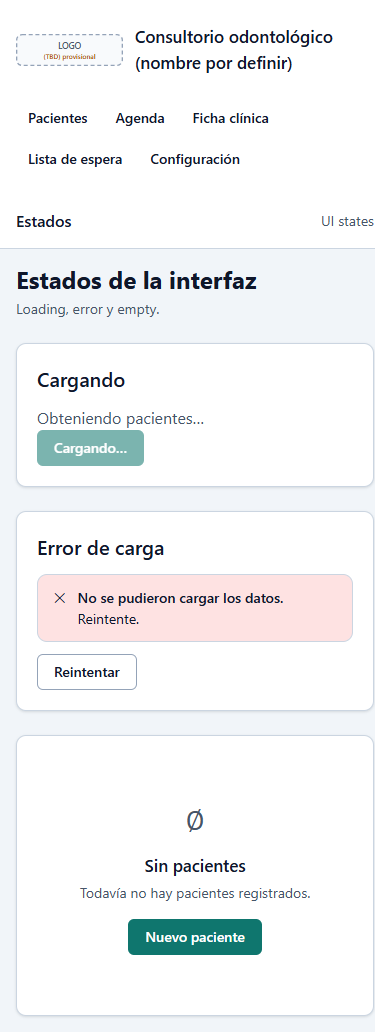 LOGO
(TBD) provisional
Consultorio odontológico
(nombre por definir)
Pacientes Agenda Ficha clínica
Lista de espera Configuración
Estados UI states
Estados de la interfaz
Loading, error y empty.
Cargando
Obteniendo pacientes...
Cargando...
Error de carga
× No se pudieron cargar los datos.
Reintente.
Reintentar
Ø
Sin pacientes
Todavía no hay pacientes registrados.
Nuevo paciente